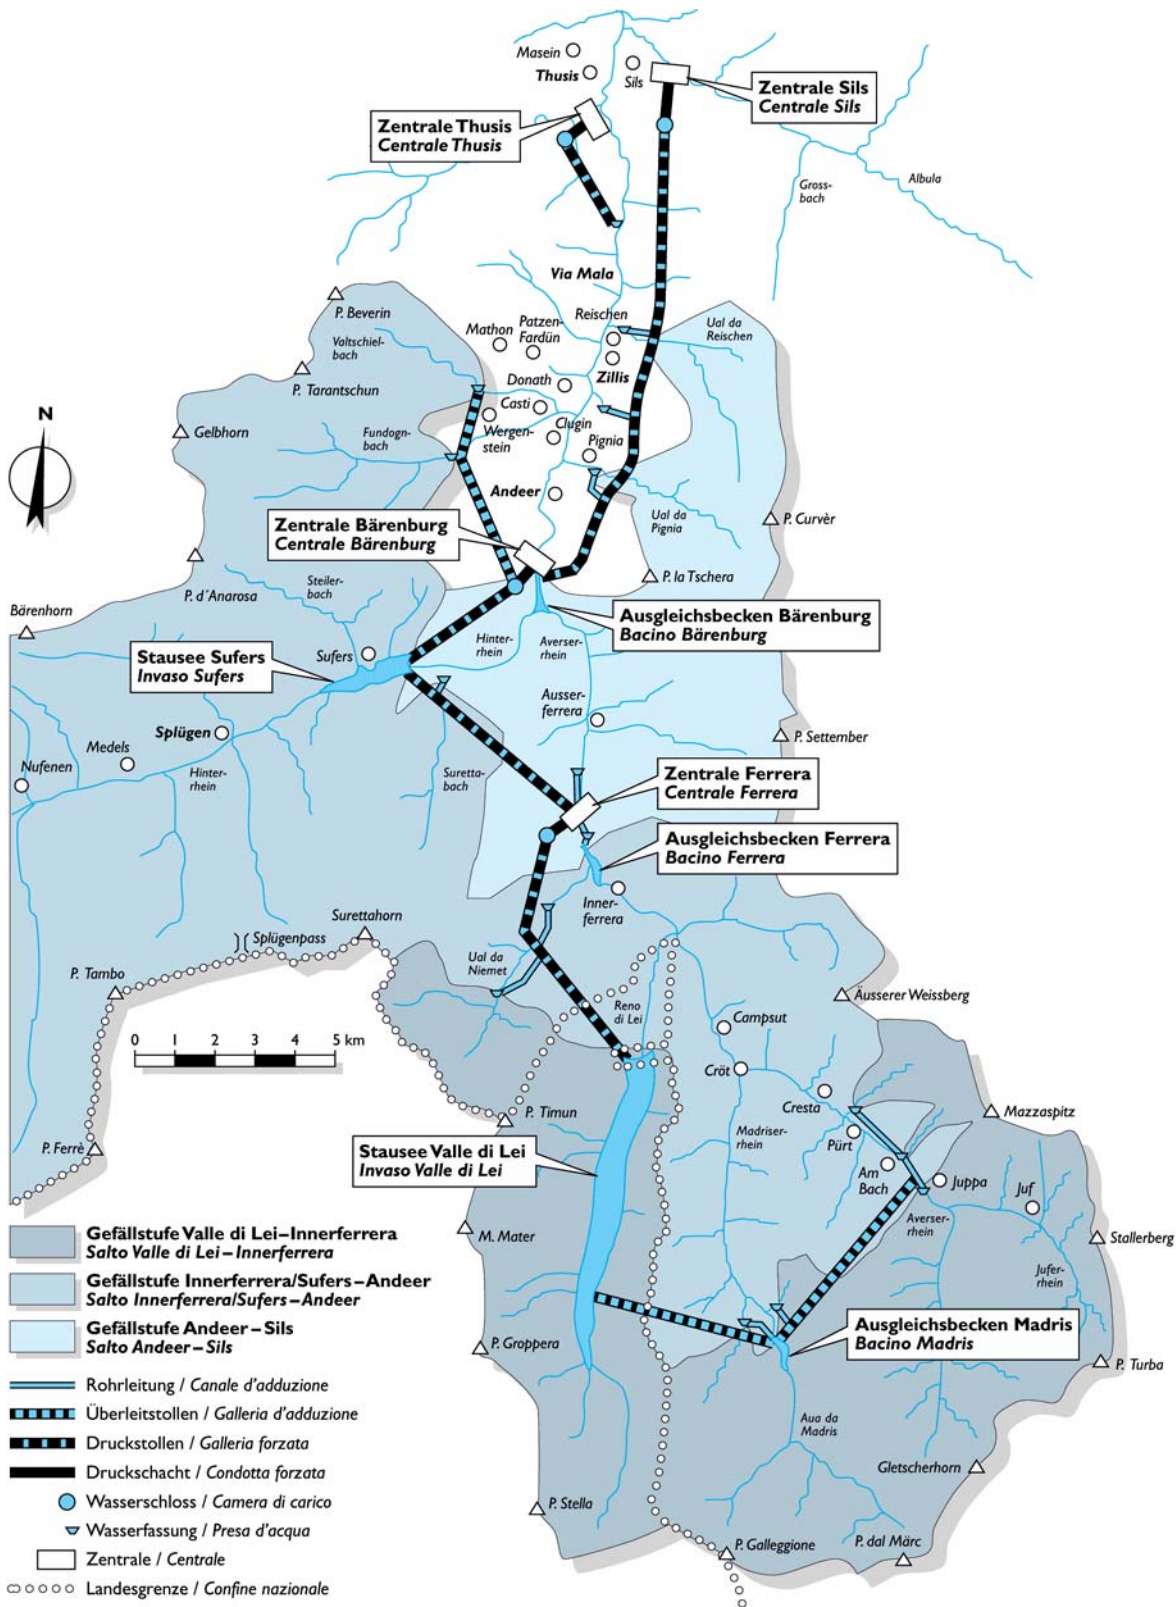 Masein
Thusis
Sils
Zentrale Sils
Centrale Sils
Zentrale Thusis
Centrale Thusis
Gross-
bach
Albula
Via Mala
P. Beverin
Reischen
Patzen-
Fardün
Mathon
Ual da
Reischen
Valtschiel-
bach
P. Tarantschun
Zillis
Donath
Casti
N
Gelbhorn
Fundogn-
bach
Wergen-
stein
Clugin
Pignia
Andeer
Ual da
Pignia
P. Curvèr
Zentrale Bärenburg
Centrale Bärenburg
P. d'Anarosa
Steiler-
bach
P. la Tschera
Bärenhorn
Ausgleichsbecken Bärenburg
Bacino Bärenburg
Stausee Sufers
Invaso Sufers
Sufers
Hinter-
rhein
Averser-
rhein
Ausser-
ferrera
Splügen
P. Settember
Medels
Nufenen
Hinter-
rhein
Suretta-
bach
Zentrale Ferrera
Centrale Ferrera
Ausgleichsbecken Ferrera
Bacino Ferrera
Inner-
ferrera
Surettahorn
Splügenpass
P. Tambo
Ual da
Niemet
Reno
di Lei
Äusserer Weissberg
Campsut
0 1 2 3 4 5 km
Cröt
Cresta
Mazzaspitz
P. Timun
Madriser-
rhein
Pürt
P. Ferrè
Stausee Valle di Lei
Invaso Valle di Lei
Am
Bach
Juppa
Juf
Averser-
rhein
Stallerberg
M. Mater
Gefällstufe Valle di Lei–Innerferrera
Salto Valle di Lei – Innerferrera
Gefällstufe Innerferrera/Sufers–Andeer
Salto Innerferrera/Sufers – Andeer
Gefällstufe Andeer – Sils
Salto Andeer – Sils
Jufer-
rhein
Ausgleichsbecken Madris
Bacino Madris
P. Groppera
P. Turba
Rohrleitung / Canale d'adduzione
Überleitstollen / Galleria d'adduzione
Druckstollen / Galleria forzata
Druckschacht / Condotta forzata
Wasserschloss / Camera di carico
Wasserfassung / Presa d'acqua
Zentrale / Centrale
Landesgrenze / Confine nazionale
Aua da
Madris
Gletscherhorn
P. Stella
P. Galleggione
P. dal Märc